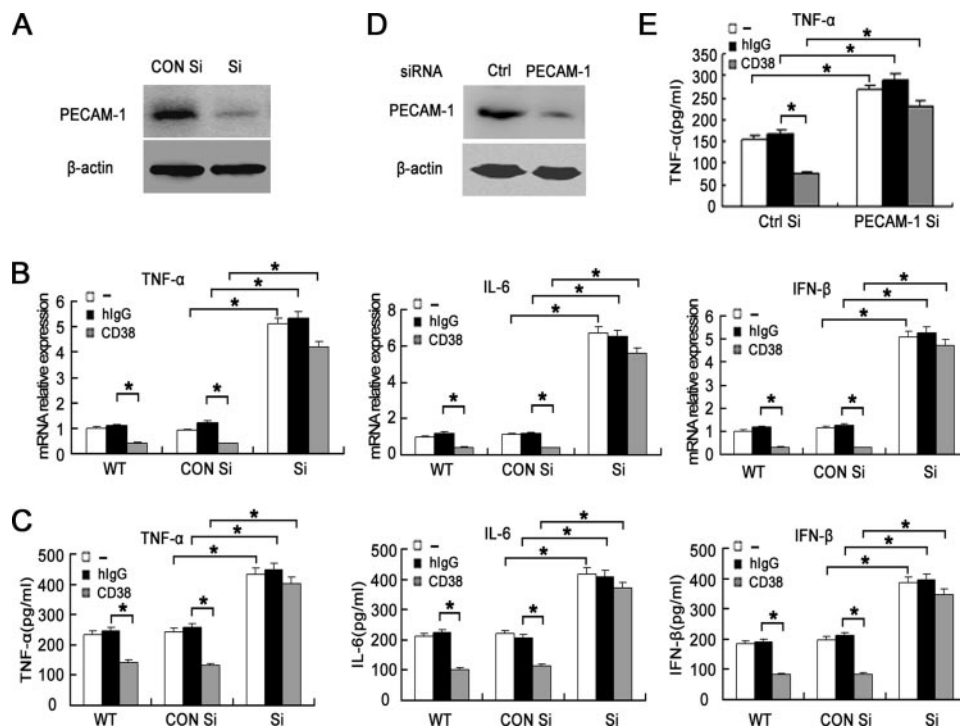 A
CON Si Si
PECAM-1
β-actin
D
siRNA Ctrl PECAM-1
PECAM-1
β-actin
E
TNF-α
–
hIgG
CD38
*
*
*
*
TNF-α(pg/ml)
300
250
200
150
100
50
0
Ctrl Si PECAM-1 Si
B
TNF-α
–
hIgG
CD38
*
*
*
*
*
mRNA relative expression
6
5
4
3
2
1
0
WT CON Si Si
IL-6
–
hIgG
CD38
*
*
*
*
*
mRNA relative expression
8
6
4
2
0
WT CON Si Si
IFN-β
–
hIgG
CD38
*
*
*
*
*
mRNA relative expression
6
5
4
3
2
1
0
WT CON Si Si
C
TNF-α
–
hIgG
CD38
*
*
*
*
*
TNF-α(pg/ml)
500
400
300
200
100
0
WT CON Si Si
IL-6
–
hIgG
CD38
*
*
*
*
*
IL-6(pg/ml)
500
400
300
200
100
0
WT CON Si Si
IFN-β
–
hIgG
CD38
*
*
*
*
*
IFN-β(pg/ml)
500
400
300
200
100
0
WT CON Si Si